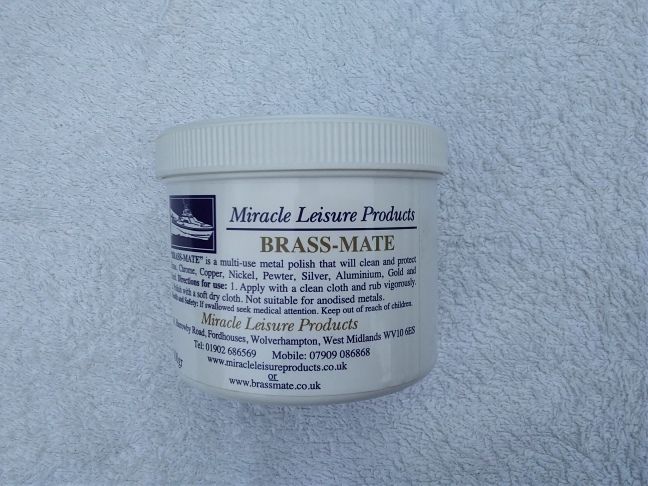 Miracle Leisure Products
BRASS-MATE
BRASS-MATE" is a multi-use metal polish that will clean and protect
Chrome, Copper, Nickel, Pewter, Silver, Aluminium, Gold and
Directions for use: 1. Apply with a clean cloth and rub vigorously.
with a soft dry cloth. Not suitable for anodised metals.
and Safety: If swallowed seek medical attention. Keep out of reach of children.
Miracle Leisure Products
Road, Fordhouses, Wolverhampton, West Midlands WV10 6ES
Tel: 01902 686569 Mobile: 07909 086868
www.miracleleisureproducts.co.uk
or
www.brassmate.co.uk